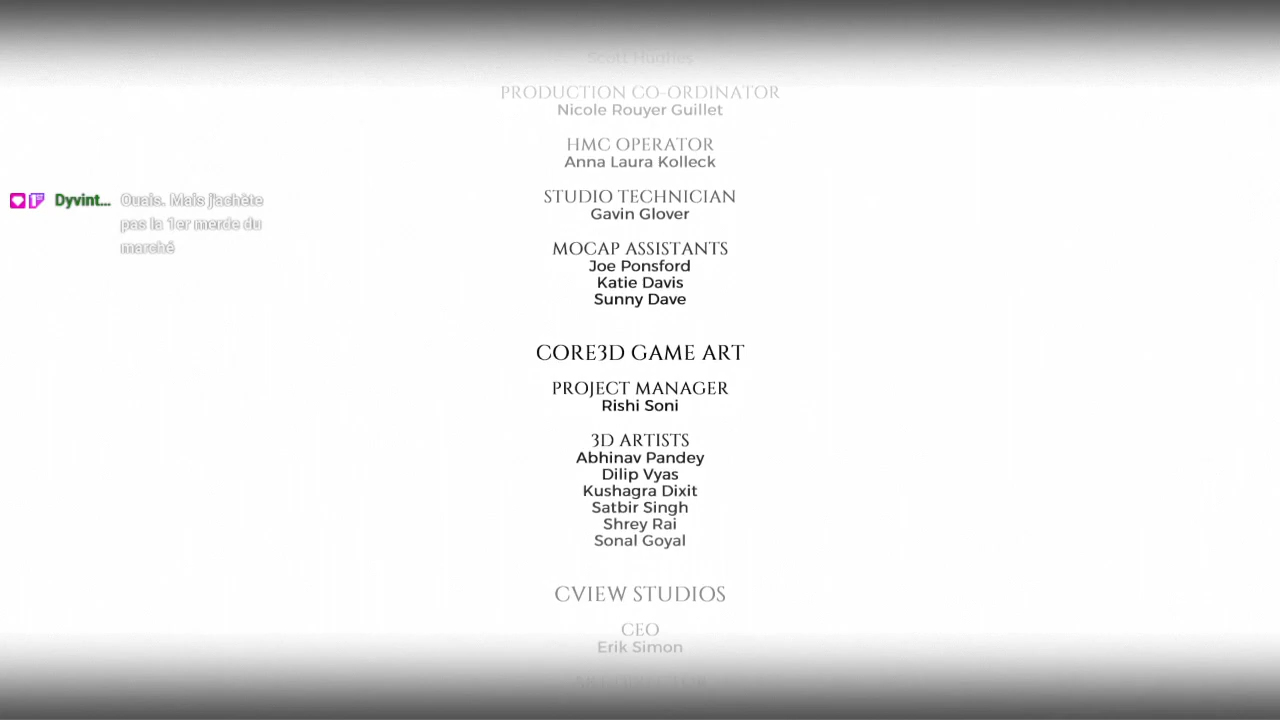 Scott Hughes
PRODUCTION CO-ORDINATOR
Nicole Rouyer Guillet
HMC OPERATOR
Anna Laura Kolleck
STUDIO TECHNICIAN
Gavin Glover
MOCAP ASSISTANTS
Joe Ponsford
Katie Davis
Sunny Dave
CORE3D GAME ART
PROJECT MANAGER
Rishi Soni
3D ARTISTS
Abhinav Pandey
Dilip Vyas
Kushagra Dixit
Satbir Singh
Shrey Rai
Sonal Goyal
CVIEW STUDIOS
CEO
Erik Simon
ART DIRECTOR
Dyvint... Ouais. Mais j'achète
pas la 1er merde du
marché